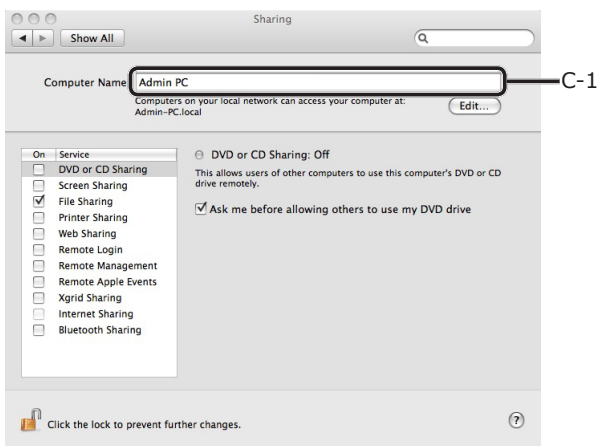 Sharing
Show All
Computer Name
Admin PC
C-1
Computers on your local network can access your computer at:
Admin-PC.local
Edit...
On Service
DVD or CD Sharing
Screen Sharing
File Sharing
Printer Sharing
Web Sharing
Remote Login
Remote Management
Remote Apple Events
Xgrid Sharing
Internet Sharing
Bluetooth Sharing
DVD or CD Sharing: Off
This allows users of other computers to use this computer's DVD or CD
drive remotely.
Ask me before allowing others to use my DVD drive
Click the lock to prevent further changes.
?